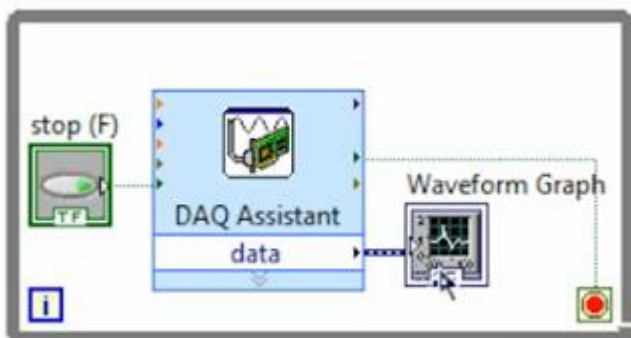 stop (F)
TF
DAQ Assistant
data
Waveform Graph
i